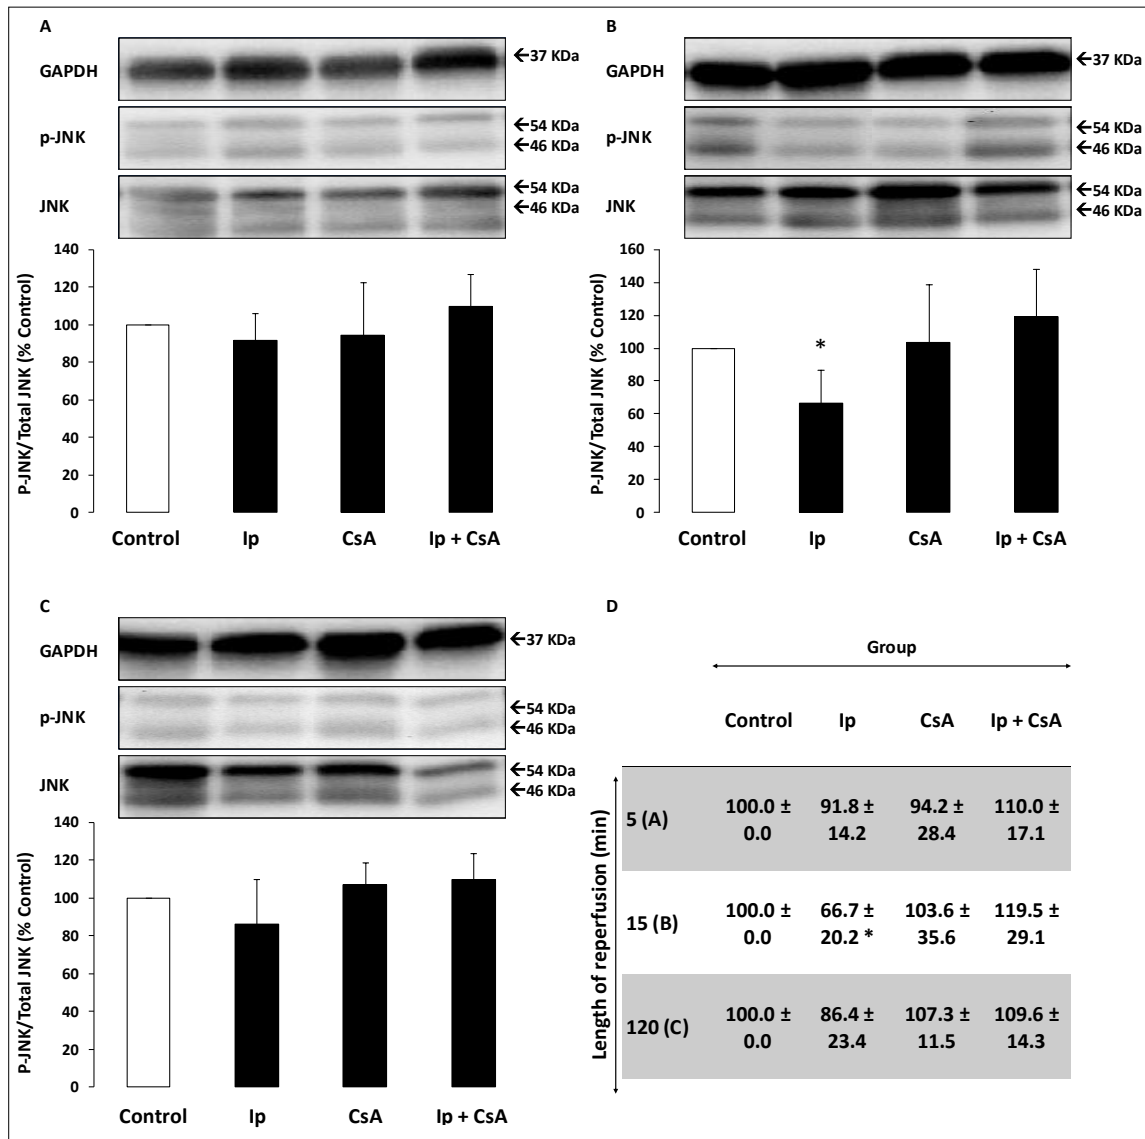 A
GAPDH
←37 KDa
p-JNK
←54 KDa
←46 KDa
JNK
←54 KDa
←46 KDa
P-JNK/Total JNK (% Control)
140
120
100
80
60
40
20
0
Control Ip CsA Ip + CsA
B
GAPDH
←37 KDa
p-JNK
←54 KDa
←46 KDa
JNK
←54 KDa
←46 KDa
P-JNK/Total JNK (% Control)
160
140
120
100
80
60
40
20
0
*
Control Ip CsA Ip + CsA
C
GAPDH
←37 KDa
p-JNK
←54 KDa
←46 KDa
JNK
←54 KDa
←46 KDa
P-JNK/Total JNK (% Control)
140
120
100
80
60
40
20
0
Control Ip CsA Ip + CsA
D
Group
Control Ip CsA Ip + CsA
Length of reperfusion (min)
5 (A) 100.0 ± 91.8 ± 94.2 ± 110.0 ±
0.0 14.2 28.4 17.1
15 (B) 100.0 ± 66.7 ± 103.6 ± 119.5 ±
0.0 20.2 * 35.6 29.1
120 (C) 100.0 ± 86.4 ± 107.3 ± 109.6 ±
0.0 23.4 11.5 14.3